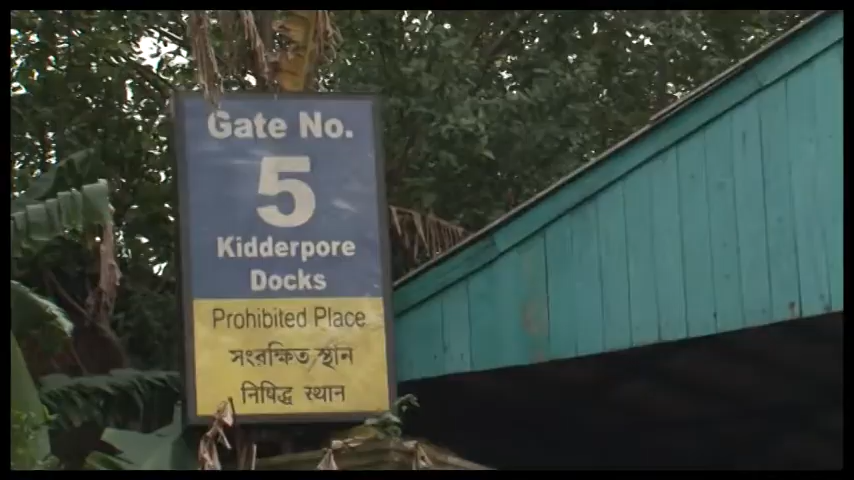 Gate No.
5
Kidderpore
Docks
Prohibited Place
সংরক্ষিত স্থান
निषिद्ध स्थान